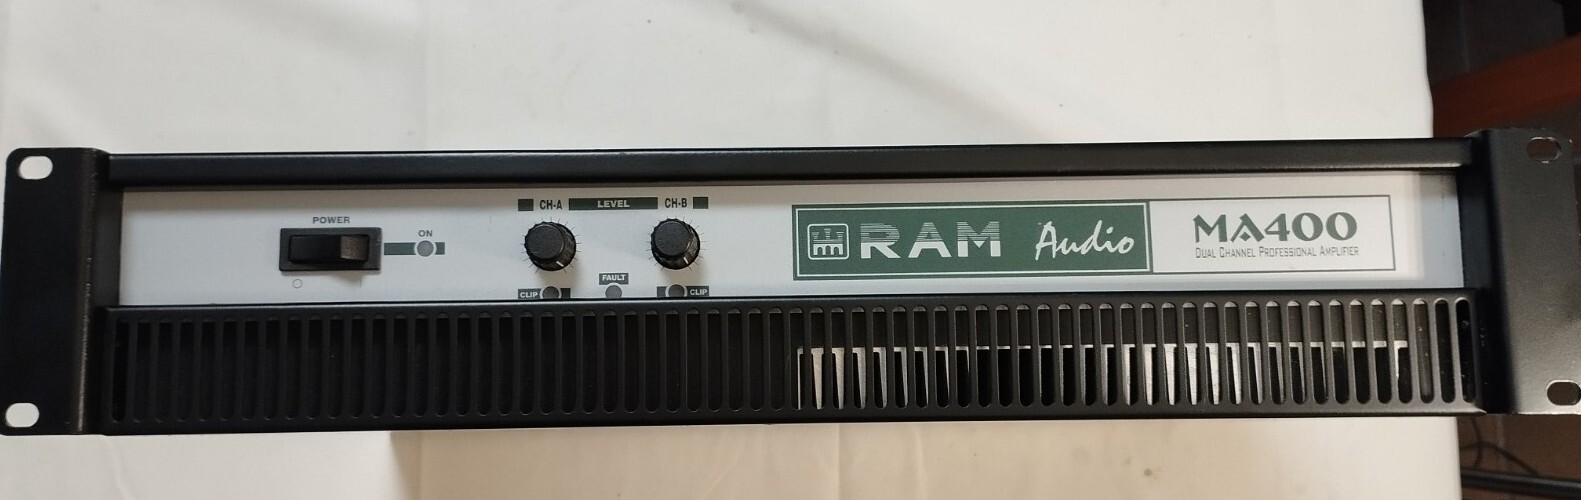 POWER
ON
CH-A LEVEL CH-B
CLIP FAULT CLIP
RAM Audio
MA400
DUAL CHANNEL PROFESSIONAL AMPLIFIER